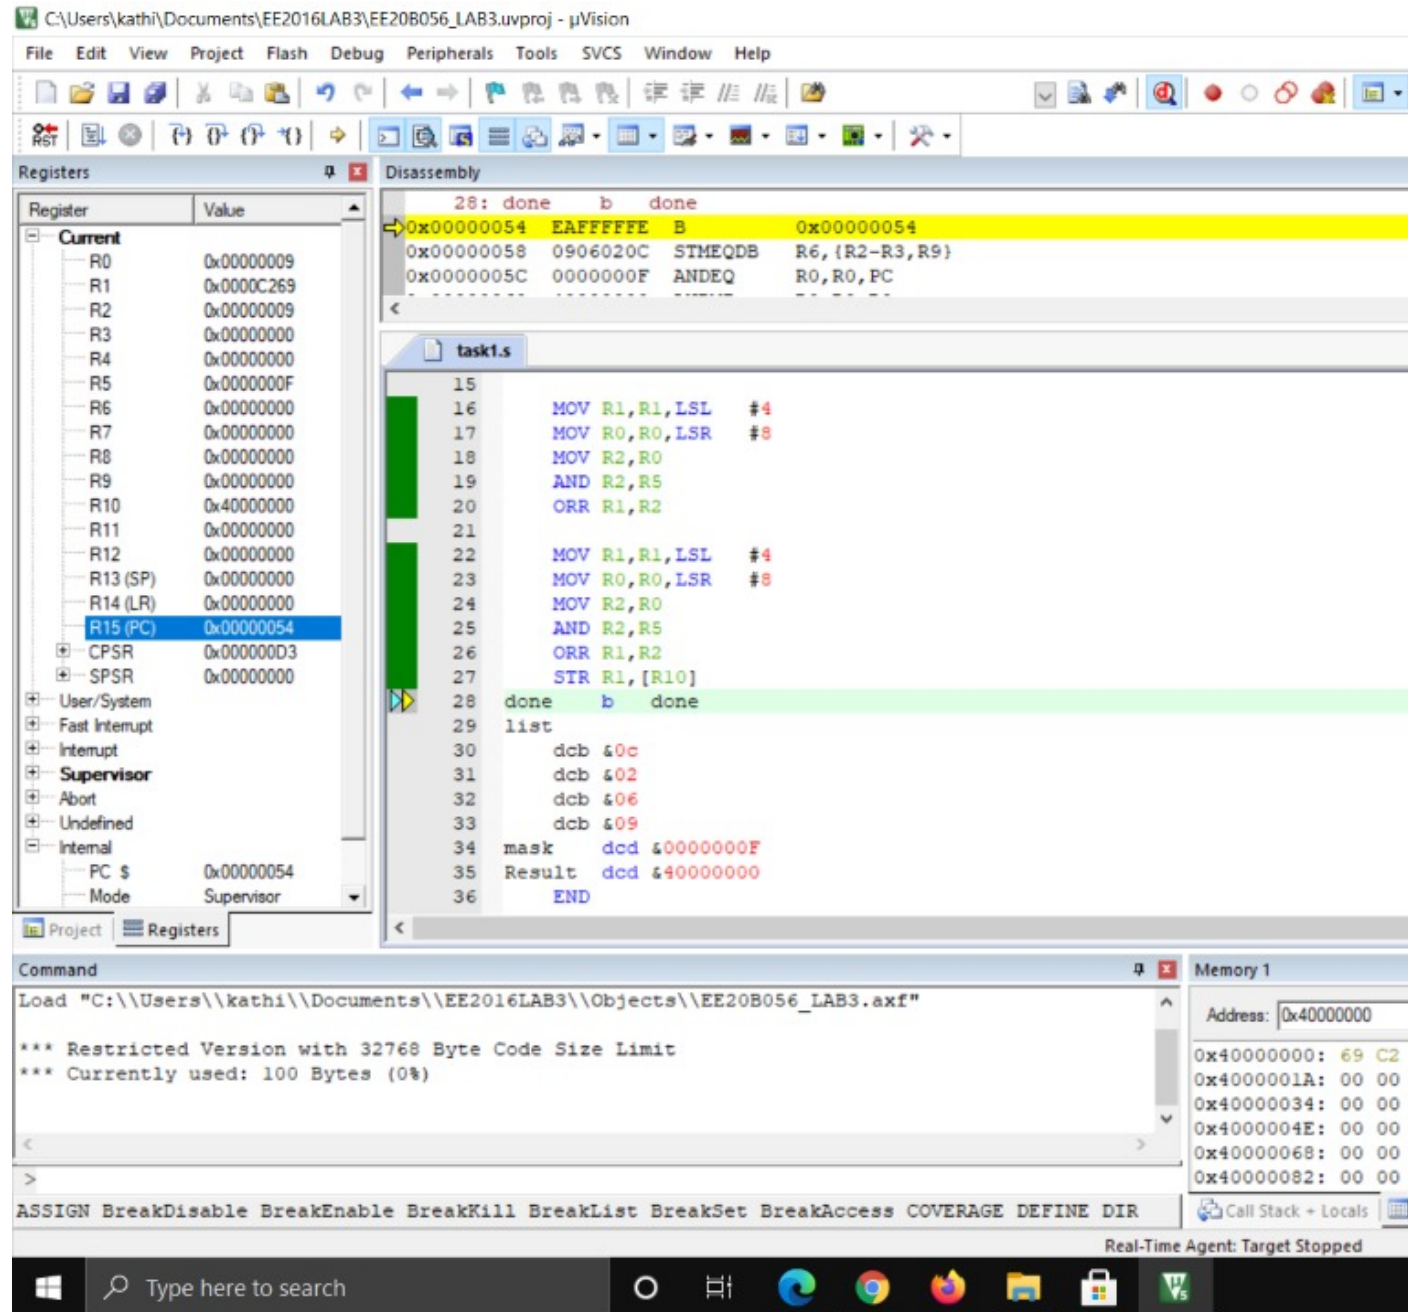 C:\Users\kathi\Documents\EE2016LAB3\EE20B056_LAB3.uvproj - µVision
File Edit View Project Flash Debug Peripherals Tools SVCS Window Help
RST
Registers
Register Value
Current
R0 0x00000009
R1 0x0000C269
R2 0x00000009
R3 0x00000000
R4 0x00000000
R5 0x0000000F
R6 0x00000000
R7 0x00000000
R8 0x00000000
R9 0x00000000
R10 0x40000000
R11 0x00000000
R12 0x00000000
R13 (SP) 0x00000000
R14 (LR) 0x00000000
R15 (PC) 0x00000054
CPSR 0x000000D3
SPSR 0x00000000
User/System
Fast Interrupt
Interrupt
Supervisor
Abort
Undefined
Internal
PC $ 0x00000054
Mode Supervisor
Project Registers
Disassembly
28: done b done
0x00000054 EAFFFFFE B 0x00000054
0x00000058 0906020C STMEQDB R6,{R2-R3,R9}
0x0000005C 0000000F ANDEQ R0,R0,PC
task1.s
15
16 MOV R1,R1,LSL #4
17 MOV R0,R0,LSR #8
18 MOV R2,R0
19 AND R2,R5
20 ORR R1,R2
21
22 MOV R1,R1,LSL #4
23 MOV R0,R0,LSR #8
24 MOV R2,R0
25 AND R2,R5
26 ORR R1,R2
27 STR R1,[R10]
28 done b done
29 list
30 dcb &0c
31 dcb &02
32 dcb &06
33 dcb &09
34 mask dcd &0000000F
35 Result dcd &40000000
36 END
Command
Load "C:\\Users\\kathi\\Documents\\EE2016LAB3\\Objects\\EE20B056_LAB3.axf"
*** Restricted Version with 32768 Byte Code Size Limit
*** Currently used: 100 Bytes (0%)
>
ASSIGN BreakDisable BreakEnable BreakKill BreakList BreakSet BreakAccess COVERAGE DEFINE DIR
Memory 1
Address: 0x40000000
0x40000000: 69 C2
0x4000001A: 00 00
0x40000034: 00 00
0x4000004E: 00 00
0x40000068: 00 00
0x40000082: 00 00
Call Stack + Locals
Real-Time Agent: Target Stopped
Type here to search